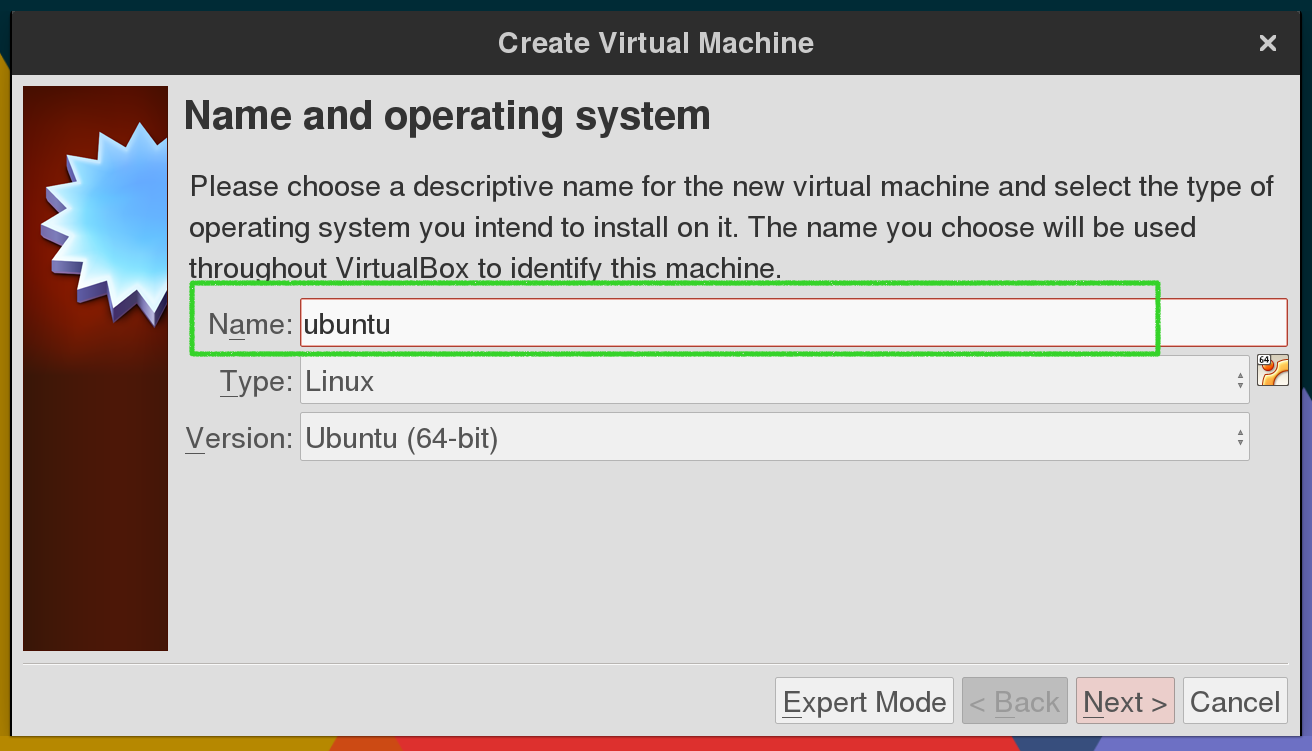 Create Virtual Machine
Name and operating system
Please choose a descriptive name for the new virtual machine and select the type of
operating system you intend to install on it. The name you choose will be used
throughout VirtualBox to identify this machine.
Name: ubuntu
Type: Linux
64
Version: Ubuntu (64-bit)
Expert Mode < Back Next > Cancel